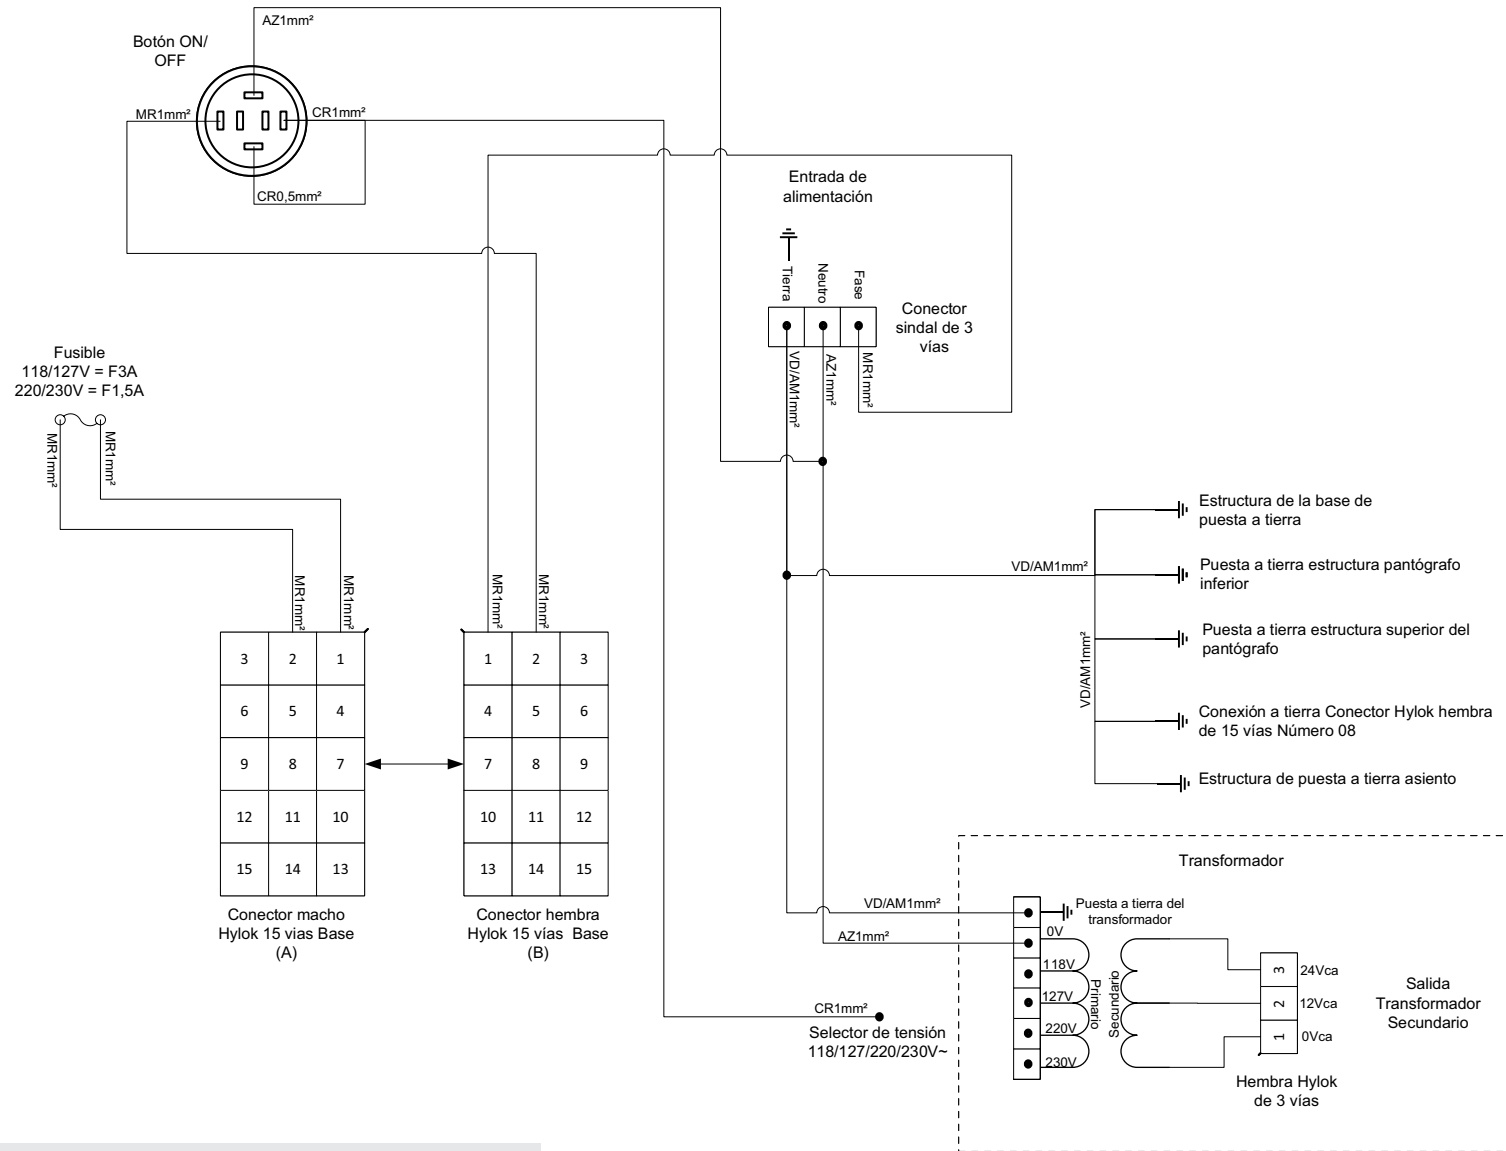 AZ1mm²
Botón ON/
OFF
MR1mm²
CR1mm²
CR0,5mm²
Entrada de
alimentación
Tierra
Neutro
Fase
Conector
sindal de 3
vías
VD/AM1mm²
AZ1mm²
MR1mm²
Fusible
118/127V = F3A
220/230V = F1,5A
MR1mm²
MR1mm²
MR1mm²
MR1mm²
MR1mm²
MR1mm²
3 2 1
6 5 4
9 8 7
12 11 10
15 14 13
Conector macho
Hylok 15 vias Base
(A)
1 2 3
4 5 6
7 8 9
10 11 12
13 14 15
Conector hembra
Hylok 15 vías Base
(B)
VD/AM1mm²
VD/AM1mm²
Estructura de la base de
puesta a tierra
Puesta a tierra estructura pantógrafo
inferior
Puesta a tierra estructura superior del
pantógrafo
Conexión a tierra Conector Hylok hembra
de 15 vías Número 08
Estructura de puesta a tierra asiento
Transformador
VD/AM1mm²
Puesta a tierra del
transformador
AZ1mm²
0V
118V
127V
220V
230V
Primario
Secundario
3 24Vca
2 12Vca
1 0Vca
Salida
Transformador
Secundario
Hembra Hylok
de 3 vías
CR1mm²
Selector de tensión
118/127/220/230V~